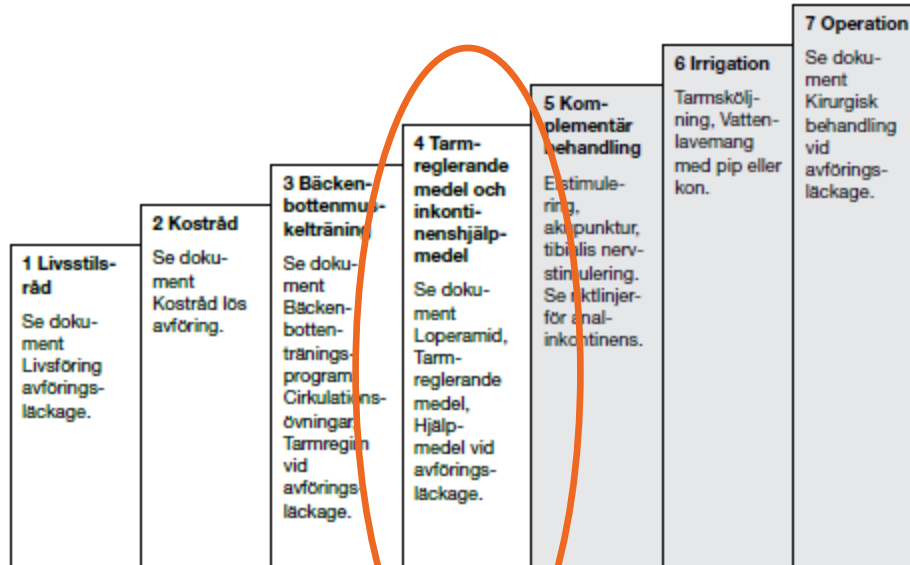 1 Livsstils-
råd
Se doku-
ment
Livsföring
avförings-
läckage.
2 Kostråd
Se doku-
ment
Kostråd lös
avföring.
3 Bäcken-
bottenmus-
kelträning
Se doku-
ment
Bäcken-
botten-
tränings-
program,
Cirkulations-
övningar,
Tarmregim
vid
avförings-
läckage.
4 Tarm-
reglerande
medel och
inkonti-
nenshjälp-
medel
Se doku-
ment
Loperamid,
Tarm-
reglerande
medel,
Hjälp-
medel vid
avförings-
läckage.
5 Kom-
plementär
behandling
Elstimule-
ring,
akupunktur,
tibialis nerv-
stimulering.
Se riktlinjer-
för anal-
inkontinens.
6 Irrigation
Tarmskölj-
ning, Vatten-
lavemang
med pip eller
kon.
7 Operation
Se doku-
ment
Kirurgisk
behandling
vid
avförings-
läckage.